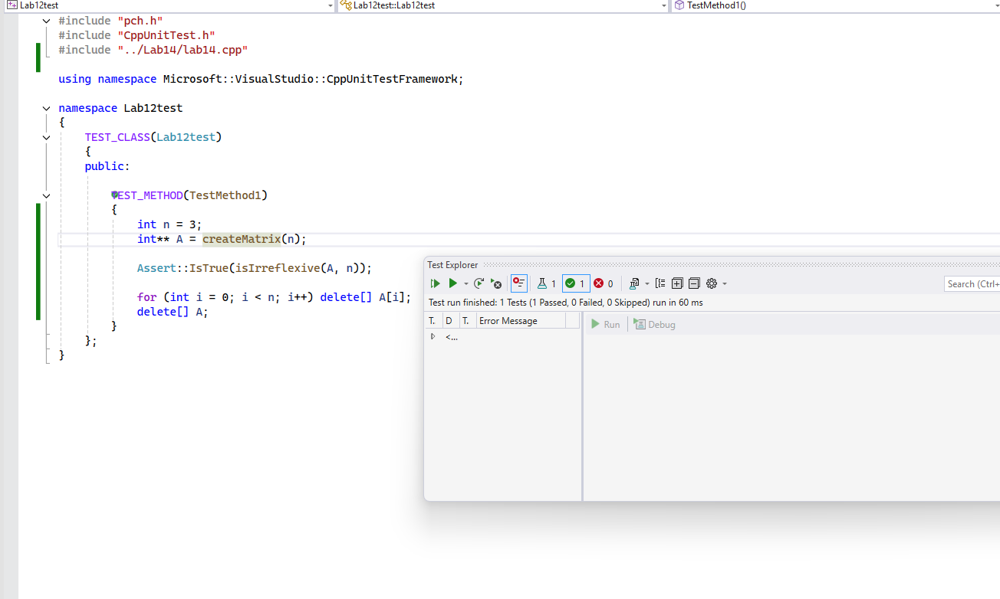 Lab12test Lab12test::Lab12test TestMethod1()
#include "pch.h"
#include "CppUnitTest.h"
#include "../Lab14/lab14.cpp"
using namespace Microsoft::VisualStudio::CppUnitTestFramework;
namespace Lab12test
{
TEST_CLASS(Lab12test)
{
public:
TEST_METHOD(TestMethod1)
{
int n = 3;
int** A = createMatrix(n);
Assert::IsTrue(isIrreflexive(A, n));
for (int i = 0; i < n; i++) delete[] A[i];
delete[] A;
}
};
}
Test Explorer
1 1 0 Search (Ctrl+
Test run finished: 1 Tests (1 Passed, 0 Failed, 0 Skipped) run in 60 ms
T. D T. Error Message
Run Debug
<...